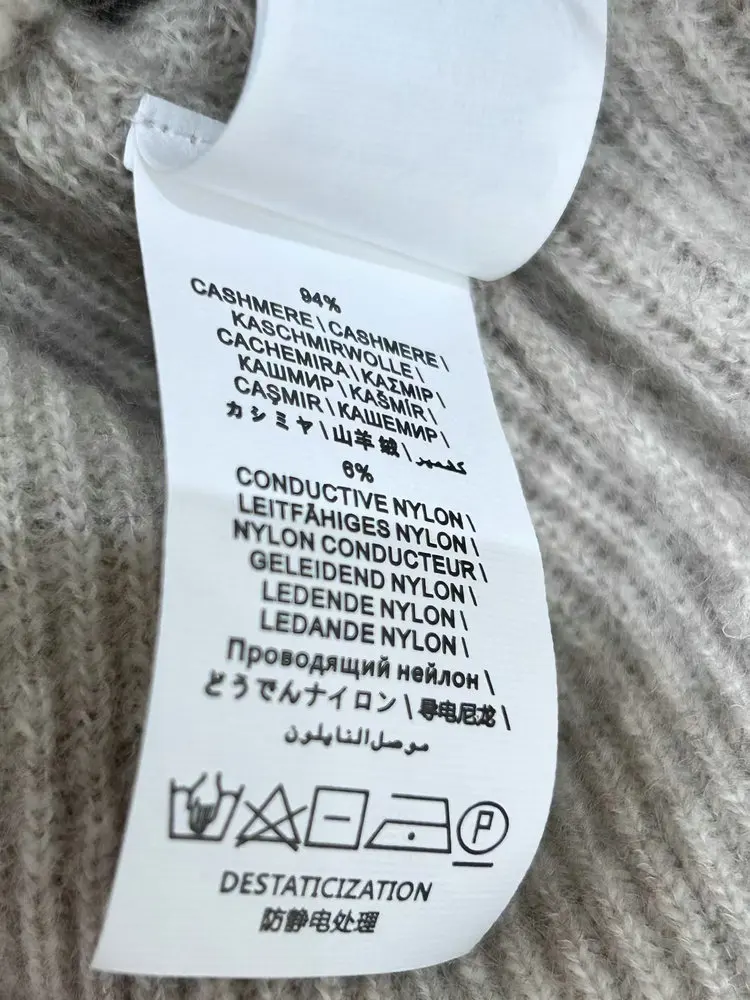 94%
CASHMERE \ CASHMERE \
KASCHMIRWOLLE \
CACHEMIRA \ ΚΑΣΜΙΡ \
КАШМИР \ KAŠMÍR \
CAŞMIR \ КАШЕМИР \
カシミヤ \ 山羊绒 \ كشمير
6%
CONDUCTIVE NYLON \
LEITFÄHIGES NYLON \
NYLON CONDUCTEUR \
GELEIDEND NYLON \
LEDENDE NYLON \
LEDANDE NYLON \
Проводящий нейлон \
どうでんナイロン \ 导电尼龙 \
موصل النايلون
P
DESTATICIZATION
防静电处理